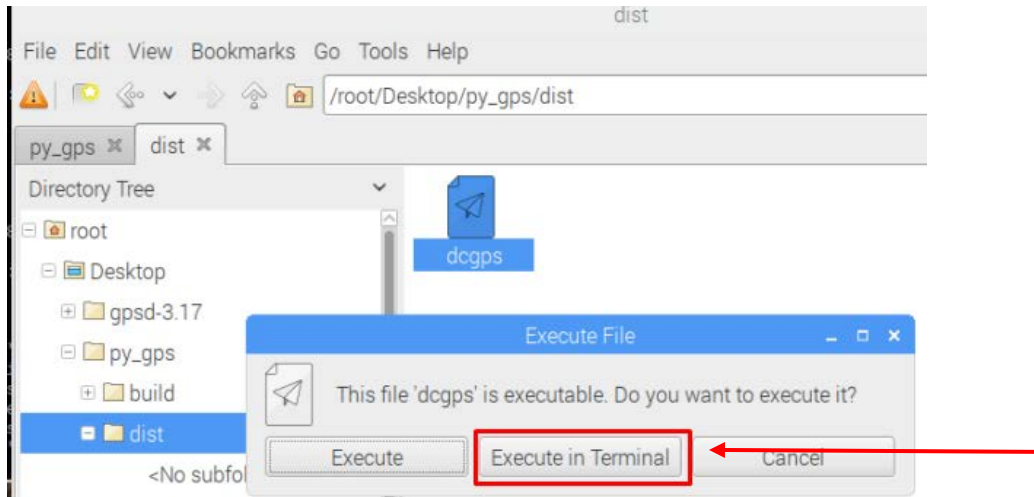 dist
File Edit View Bookmarks Go Tools Help
/root/Desktop/py_gps/dist
py_gps dist
Directory Tree
root
dcgps
Desktop
gpsd-3.17
Execute File
py_gps
build
This file 'dcgps' is executable. Do you want to execute it?
dist
Execute Execute in Terminal Cancel
<No subfol